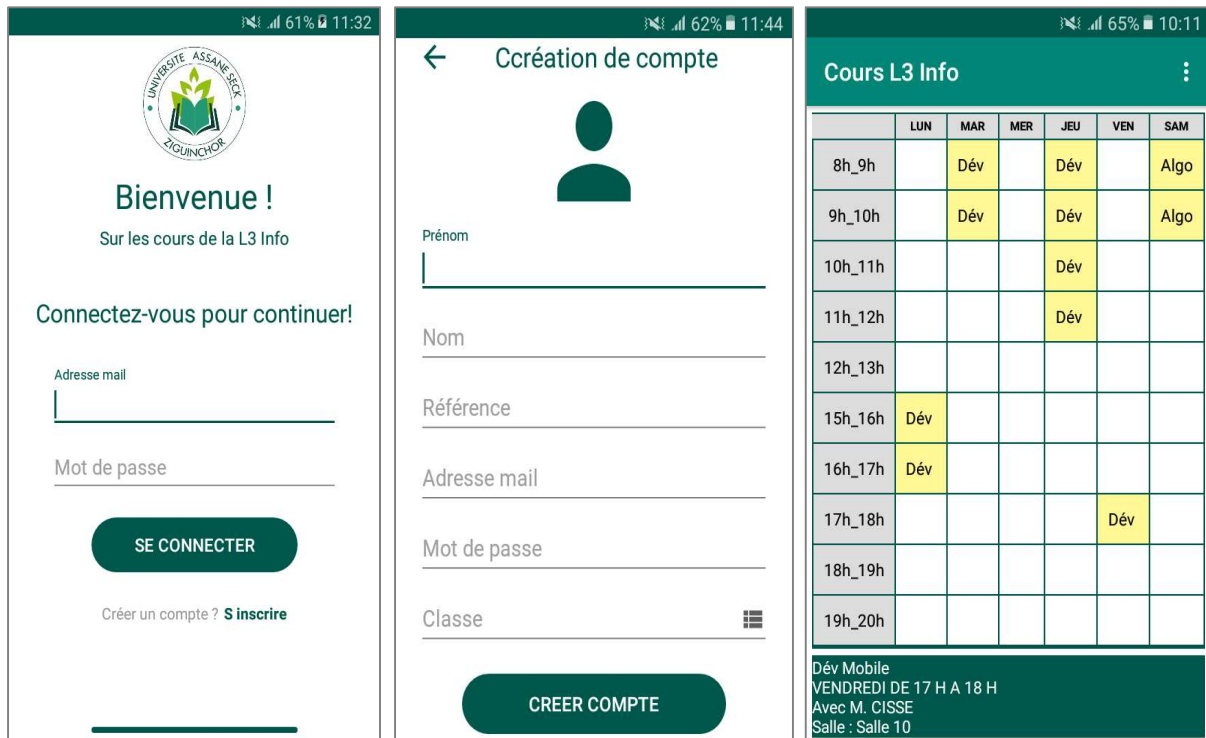 61% 11:32
UNIVERSITE ASSANE SECK
ZIGUINCHOR
Bienvenue !
Sur les cours de la L3 Info
Connectez-vous pour continuer!
Adresse mail
Mot de passe
SE CONNECTER
Créer un compte ? S inscrire
62% 11:44
Ccréation de compte
Prénom
Nom
Référence
Adresse mail
Mot de passe
Classe
CREER COMPTE
65% 10:11
Cours L3 Info
LUN MAR MER JEU VEN SAM
8h_9h Dév Dév Algo
9h_10h Dév Dév Algo
10h_11h Dév
11h_12h Dév
12h_13h
15h_16h Dév
16h_17h Dév
17h_18h Dév
18h_19h
19h_20h
Dév Mobile
VENDREDI DE 17 H A 18 H
Avec M. CISSE
Salle : Salle 10